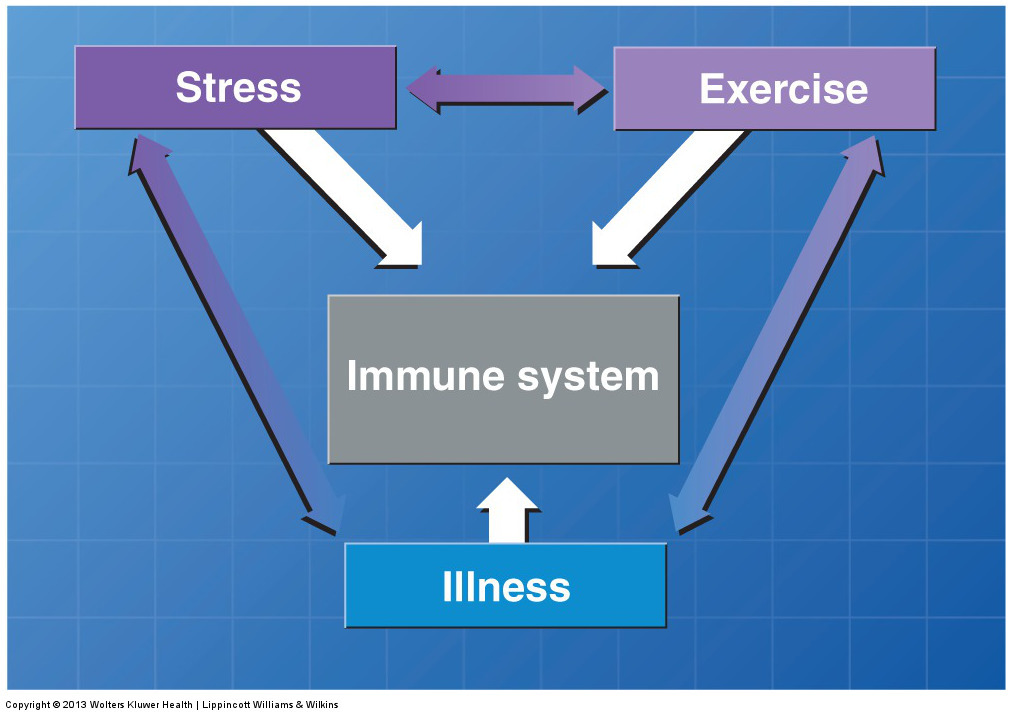 Stress
Exercise
Immune system
Illness
Copyright © 2013 Wolters Kluwer Health | Lippincott Williams & Wilkins